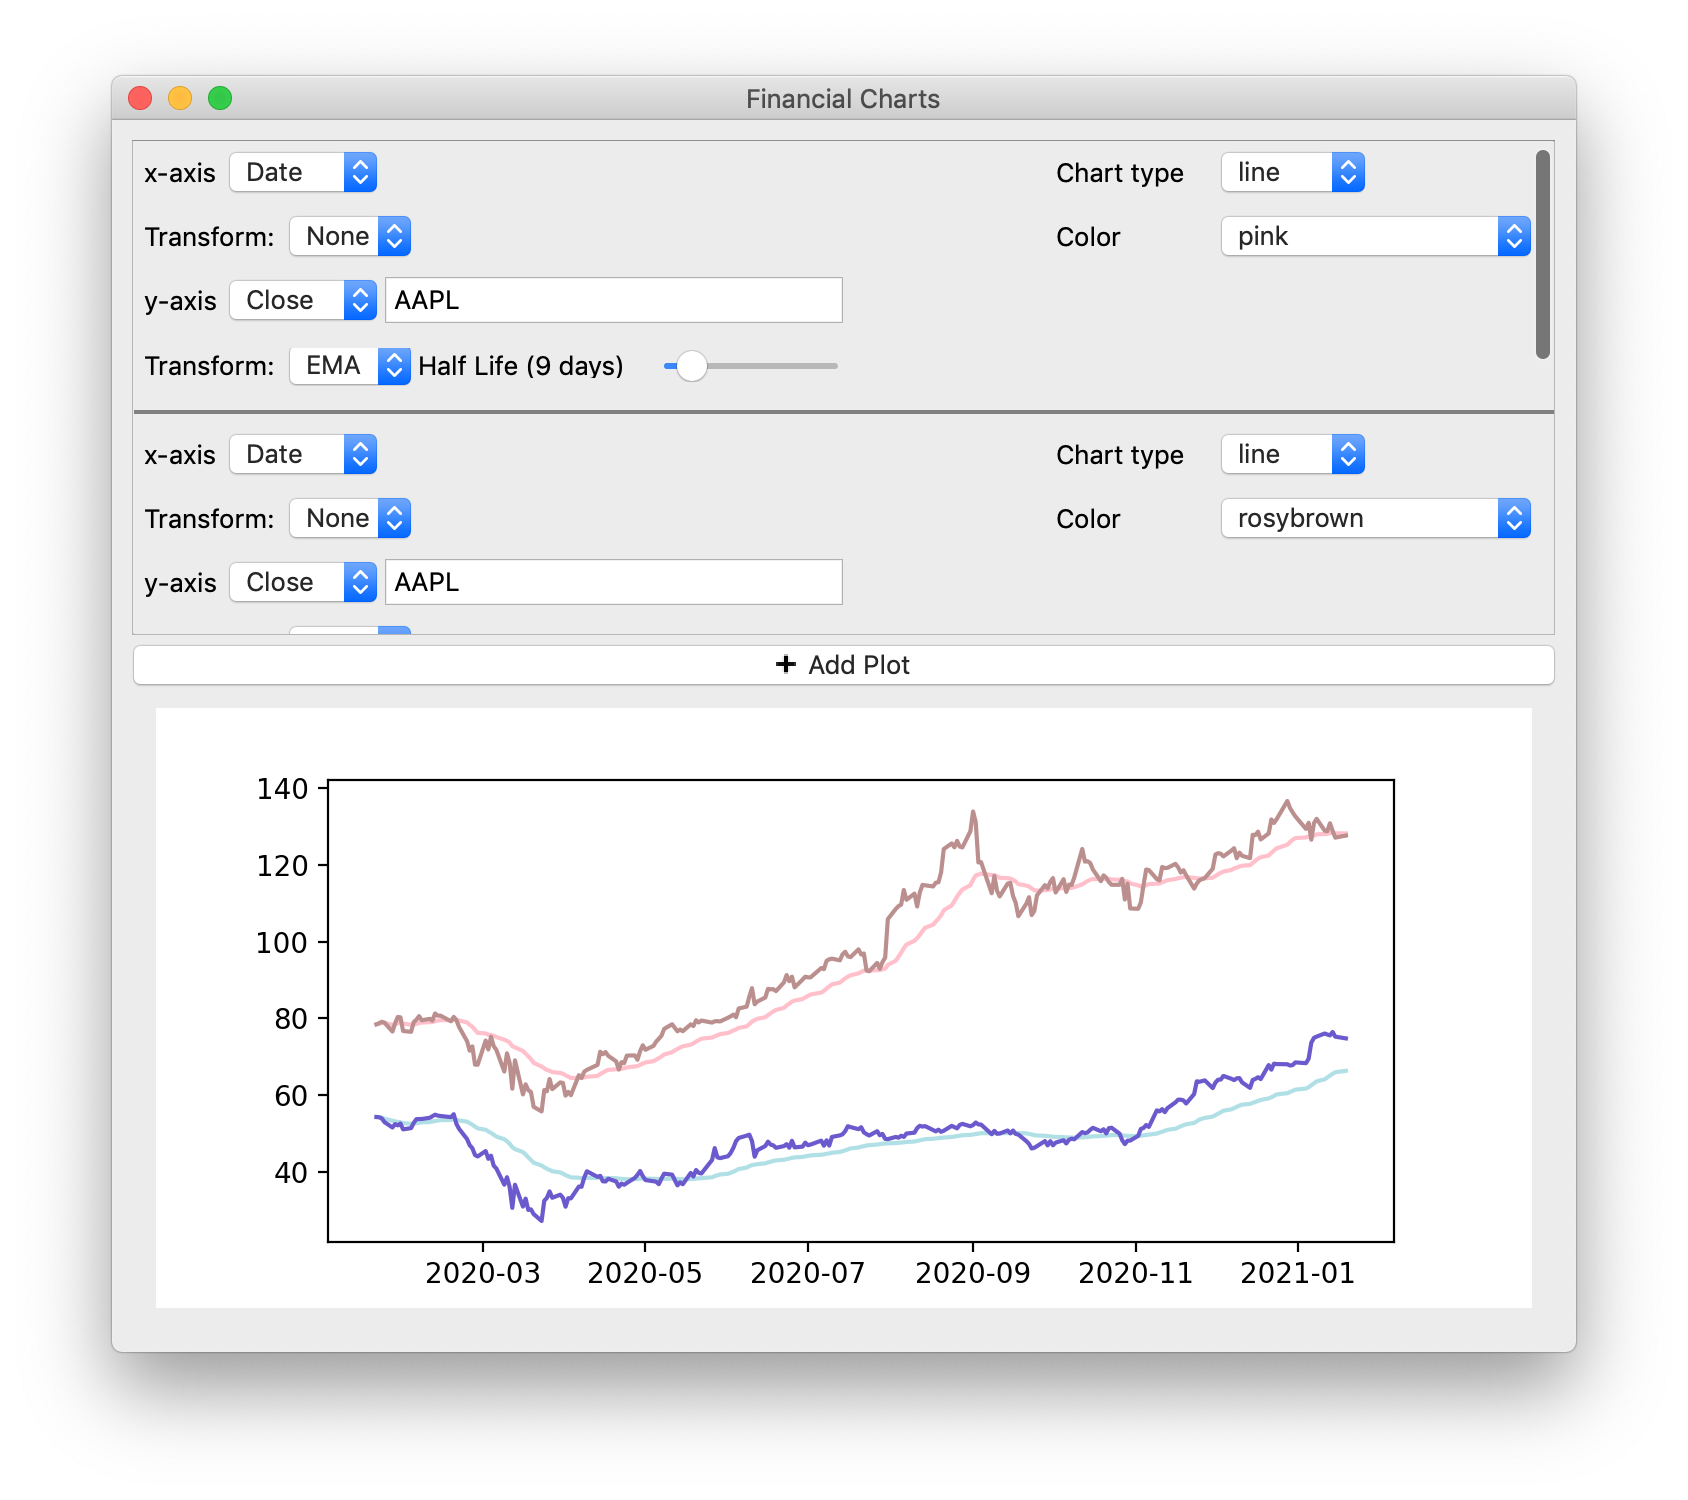 Financial Charts
x-axis Date Chart type line
Transform: None Color pink
y-axis Close AAPL
Transform: EMA Half Life (9 days)
x-axis Date Chart type line
Transform: None Color rosybrown
y-axis Close AAPL
+ Add Plot
140
120
100
80
60
40
2020-03 2020-05 2020-07 2020-09 2020-11 2021-01